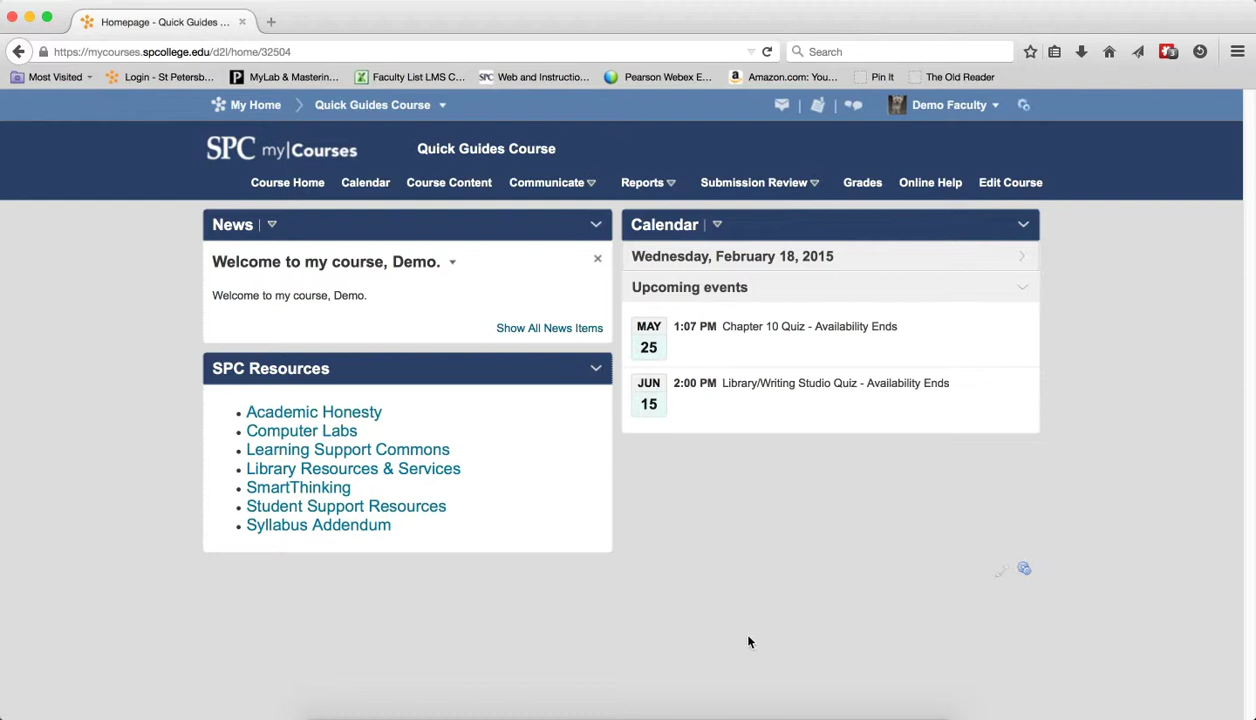 Homepage - Quick Guides ...
https://mycourses.spcollege.edu/d2l/home/32504
Search
Most Visited
Login - St Petersb...
MyLab & Masterin...
Faculty List LMS C...
SPC Web and Instructio...
Pearson Webex E...
Amazon.com: You...
Pin It
The Old Reader
My Home
Quick Guides Course
Demo Faculty
SPC my|Courses
Quick Guides Course
Course Home
Calendar
Course Content
Communicate
Reports
Submission Review
Grades
Online Help
Edit Course
News
Welcome to my course, Demo.
Welcome to my course, Demo.
Show All News Items
SPC Resources
Academic Honesty
Computer Labs
Learning Support Commons
Library Resources & Services
SmartThinking
Student Support Resources
Syllabus Addendum
Calendar
Wednesday, February 18, 2015
Upcoming events
MAY
25
1:07 PM Chapter 10 Quiz - Availability Ends
JUN
15
2:00 PM Library/Writing Studio Quiz - Availability Ends